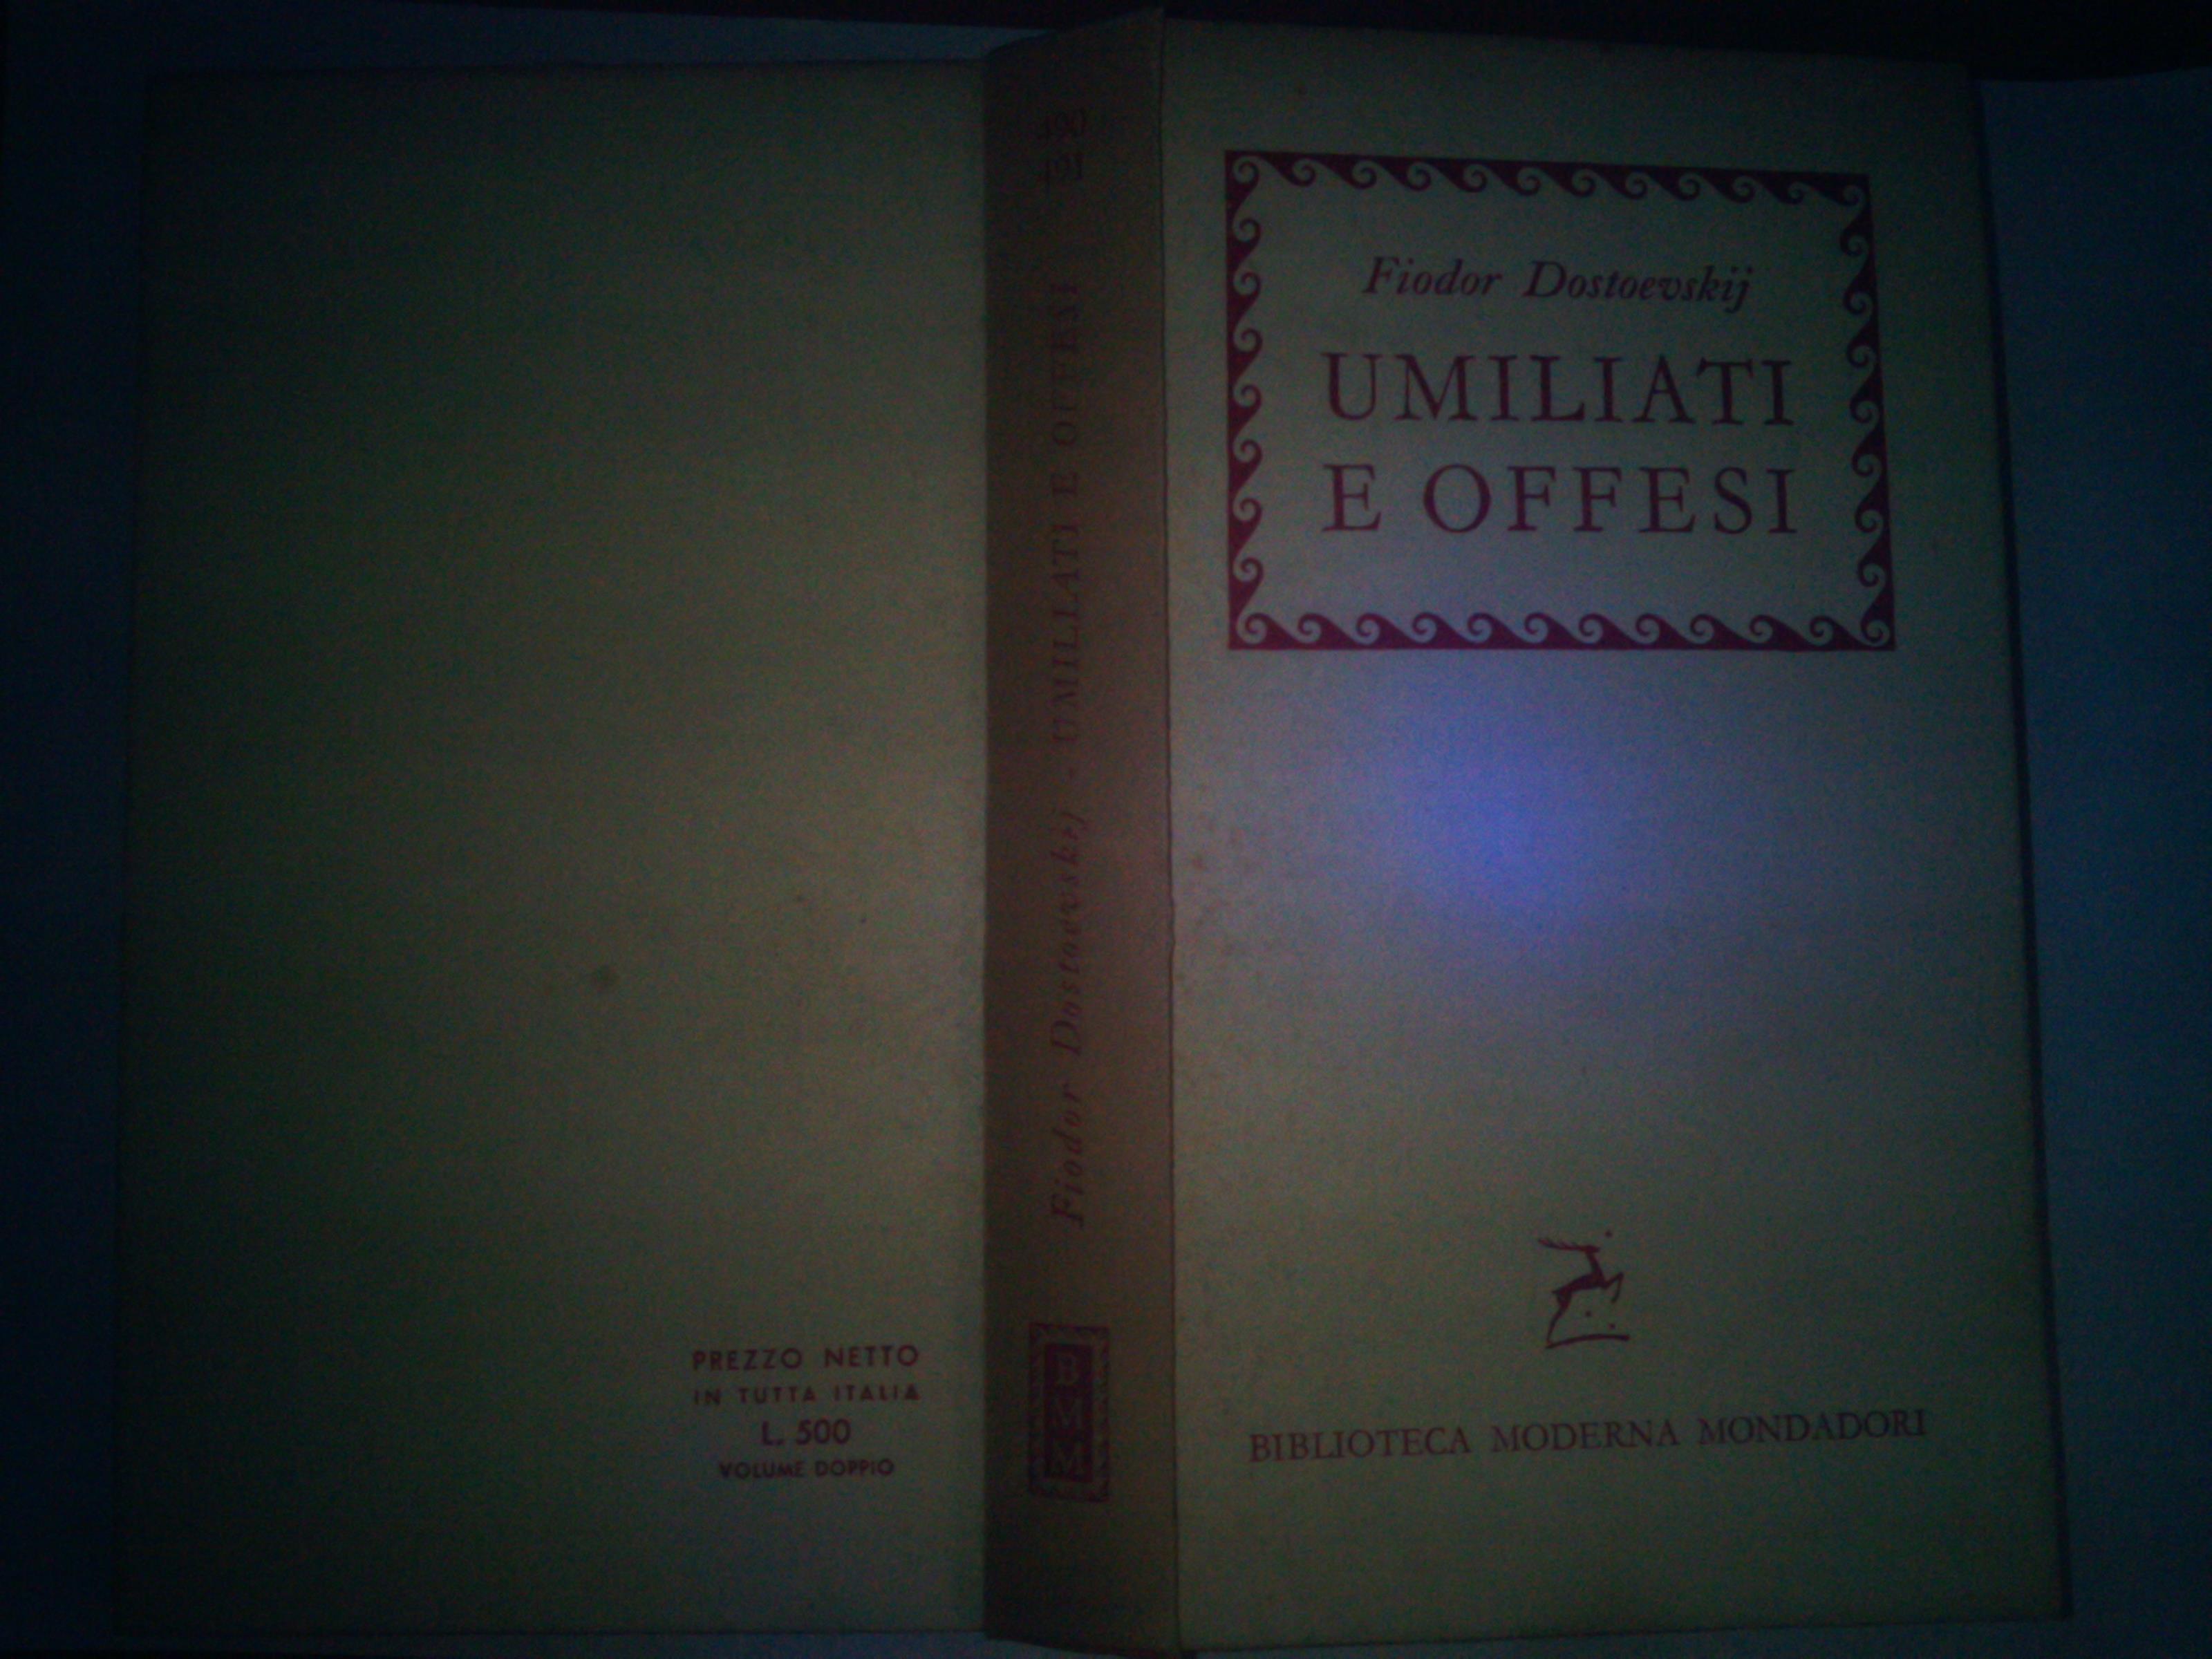 Fiodor Dostoevskij
UMILIATI
E OFFESI
BIBLIOTECA MODERNA MONDADORI
Fiodor Dostoevskij - UMILIATI E OFFESI
B
M
M
PREZZO NETTO
IN TUTTA ITALIA
L. 500
VOLUME DOPPIO